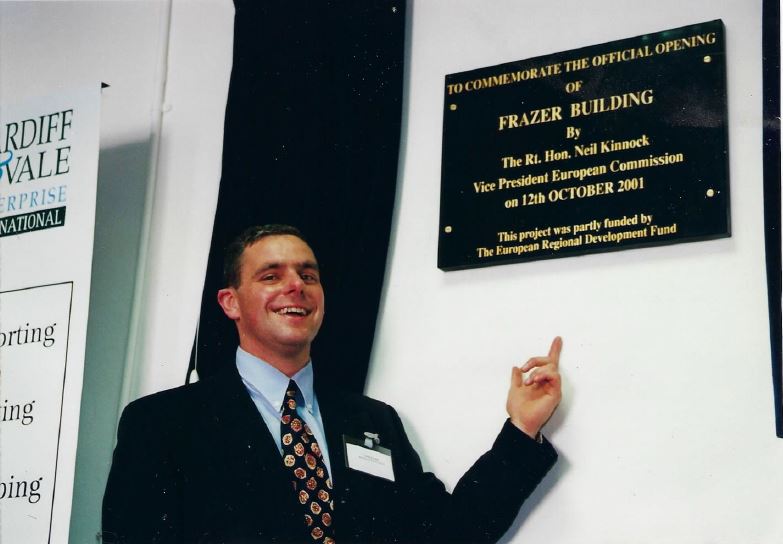 ARDIFF
VALE
ERPRISE
NATIONAL
orting
ing
ping
TO COMMEMORATE THE OFFICIAL OPENING
OF
FRAZER BUILDING
By
The Rt. Hon. Neil Kinnock
Vice President European Commission
on 12th OCTOBER 2001
This project was partly funded by
The European Regional Development Fund